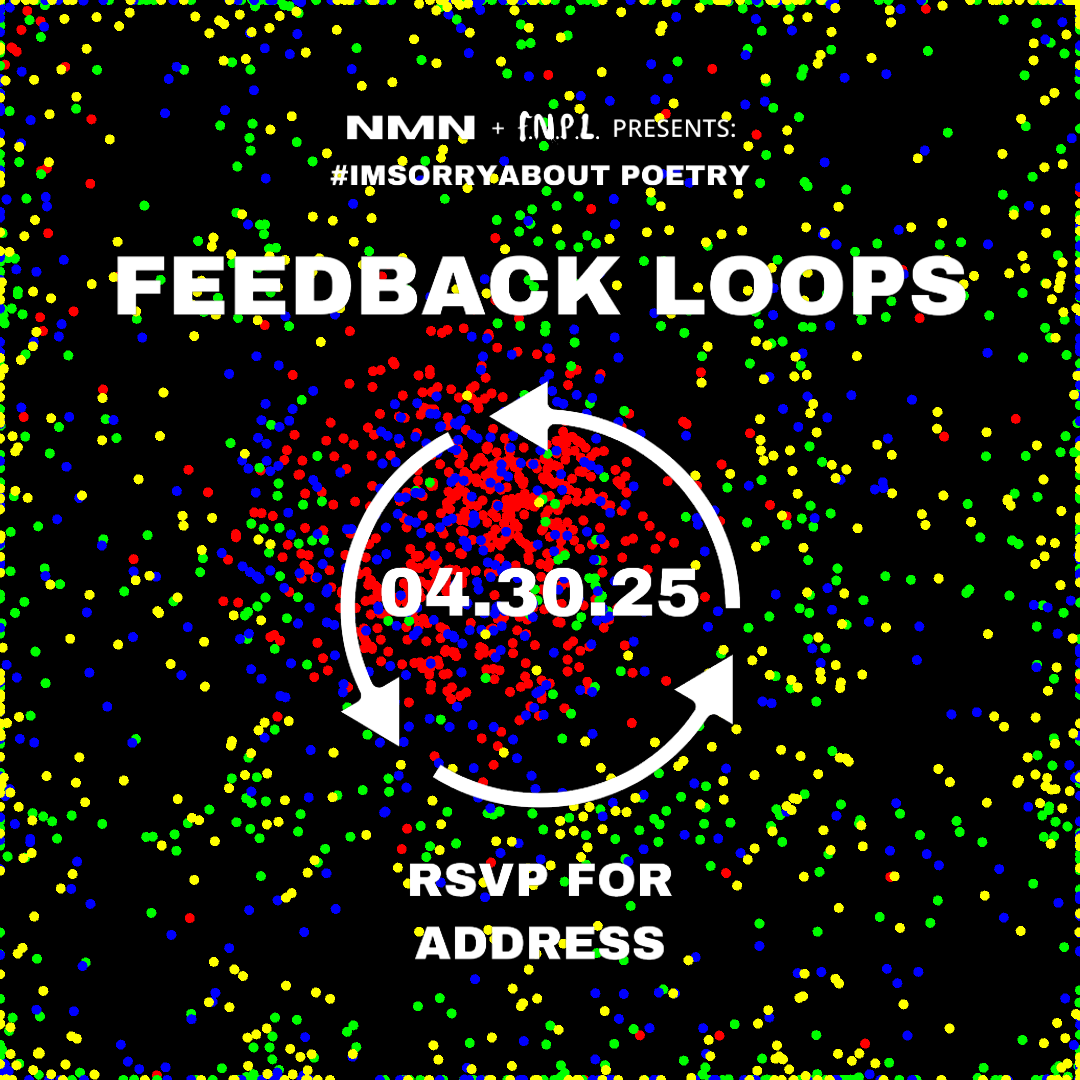 NMN + F.N.P.L. PRESENTS:
#IMSORRYABOUT POETRY
FEEDBACK LOOPS
04.30.25
RSVP FOR
ADDRESS